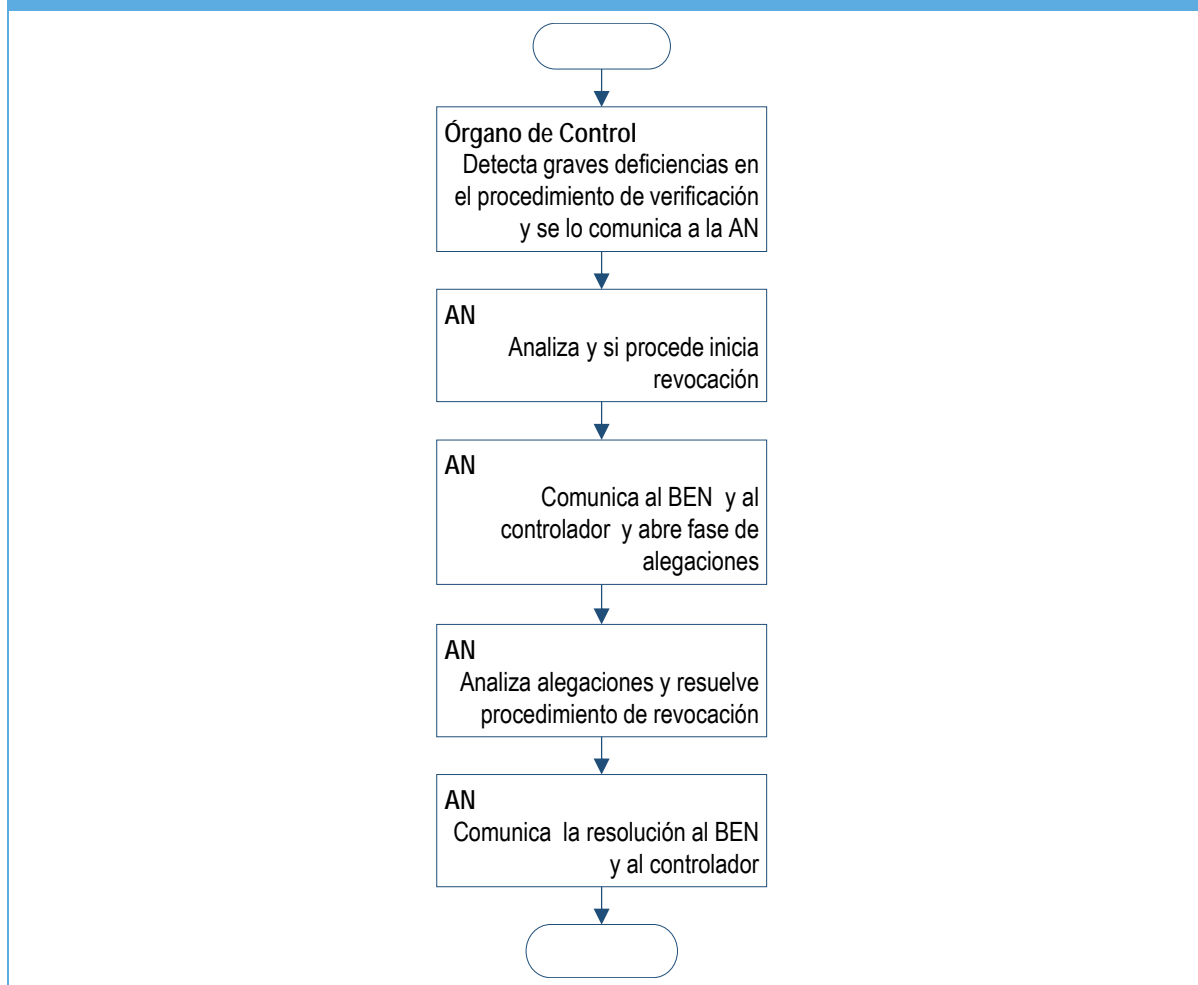 Órgano de Control
Detecta graves deficiencias en
el procedimiento de verificación
y se lo comunica a la AN
AN
Analiza y si procede inicia
revocación
AN
Comunica al BEN y al
controlador y abre fase de
alegaciones
AN
Analiza alegaciones y resuelve
procedimiento de revocación
AN
Comunica la resolución al BEN
y al controlador